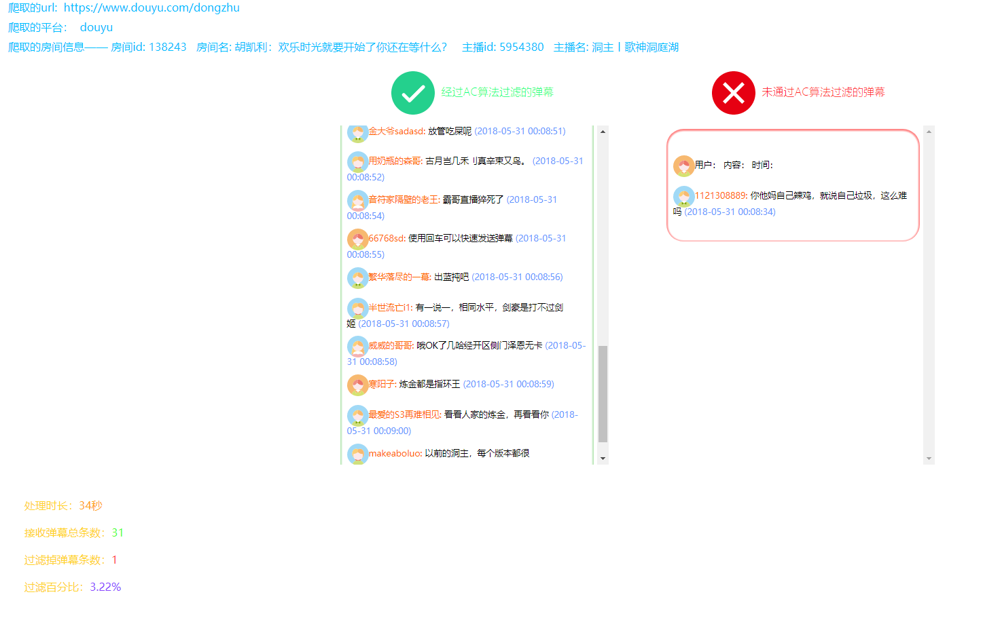 爬取的url: https://www.douyu.com/dongzhu
爬取的平台： douyu
爬取的房间信息—— 房间id: 138243 房间名: 胡凯利：欢乐时光就要开始了你还在等什么？ 主播id: 5954380 主播名: 洞主丨歌神洞庭湖
经过AC算法过滤的弹幕
金大爷sadasd: 放管吃屎呢 (2018-05-31 00:08:51)
用奶瓶的森哥: 古月岂几禾刂真辛束又鸟。 (2018-05-31
00:08:52)
音符家隔壁的老王: 霸哥直播猝死了 (2018-05-31
00:08:54)
66768sd: 使用回车可以快速发送弹幕 (2018-05-31
00:08:55)
繁华落尽的一幕: 出蓝扽吧 (2018-05-31 00:08:56)
半世流亡i1: 有一说一，相同水平，剑豪是打不过剑
姬 (2018-05-31 00:08:57)
威威的哥哥: 哦OK了几哈经开区侧门泽恩无卡 (2018-05-
31 00:08:58)
寒阳子: 炼金都是指环王 (2018-05-31 00:08:59)
最爱的S3再难相见: 看看人家的炼金，再看看你 (2018-
05-31 00:09:00)
makeaboluo: 以前的洞主，每个版本都很
未通过AC算法过滤的弹幕
用户： 内容： 时间：
1121308889: 你他妈自己辣鸡，就说自己垃圾，这么难
吗 (2018-05-31 00:08:34)
处理时长：34秒
接收弹幕总条数：31
过滤掉弹幕条数：1
过滤百分比：3.22%